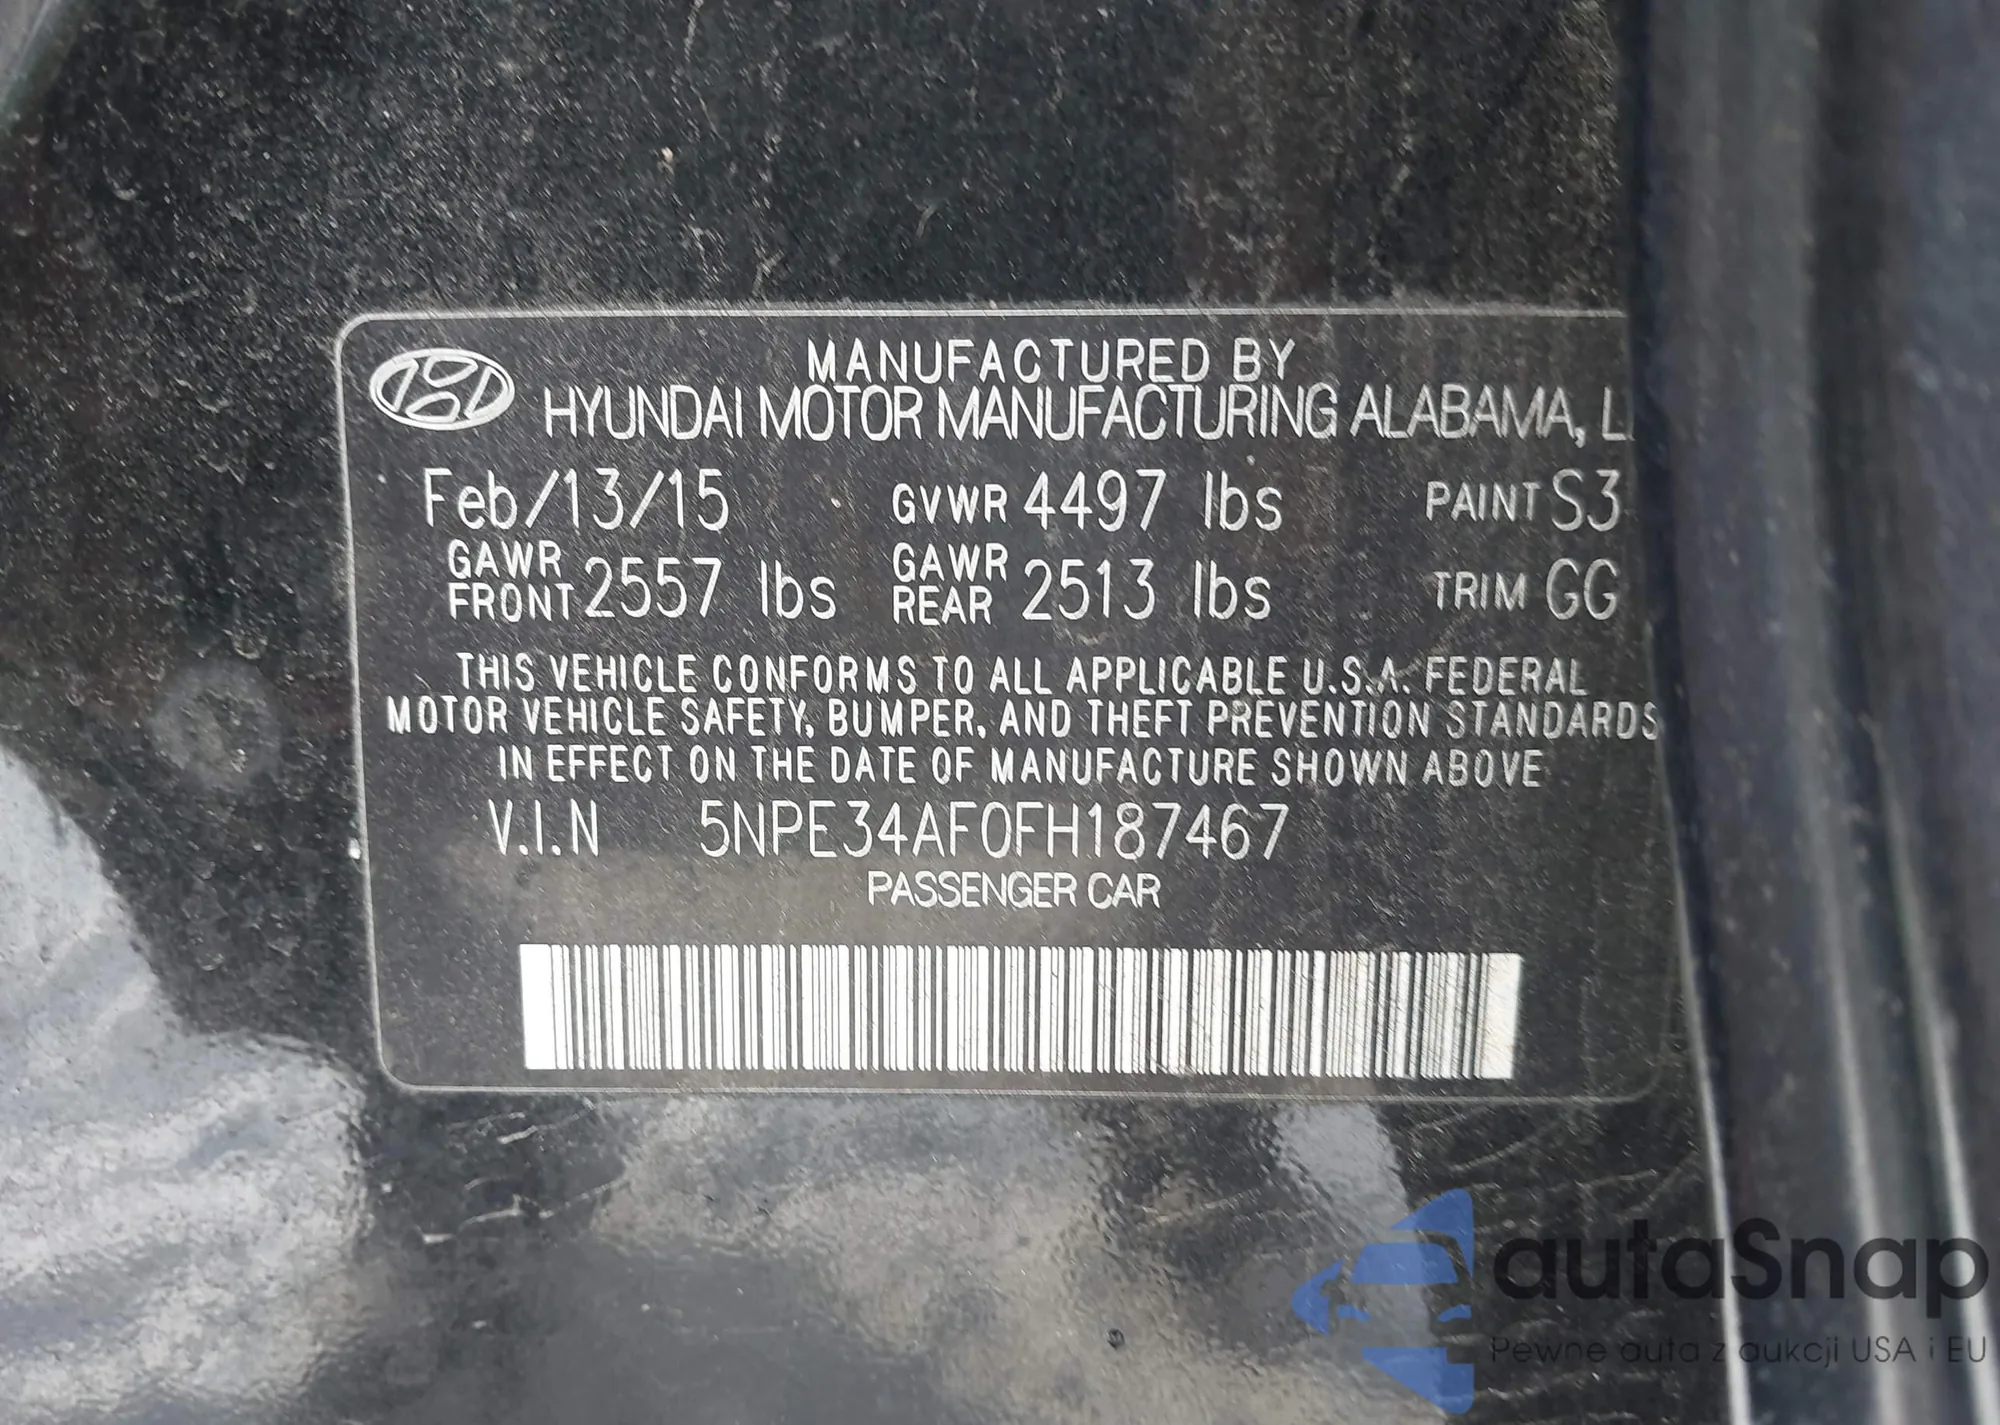 MANUFACTURED BY
HYUNDAI MOTOR MANUFACTURING ALABAMA, L
Feb/13/15 GVWR 4497 lbs PAINT S3
GAWR FRONT 2557 lbs GAWR REAR 2513 lbs TRIM GG
THIS VEHICLE CONFORMS TO ALL APPLICABLE U.S.A. FEDERAL
MOTOR VEHICLE SAFETY, BUMPER, AND THEFT PREVENTION STANDARDS
IN EFFECT ON THE DATE OF MANUFACTURE SHOWN ABOVE
V.I.N 5NPE34AF0FH187467
PASSENGER CAR
autaSnap
Pewne auta z aukcji USA i EU